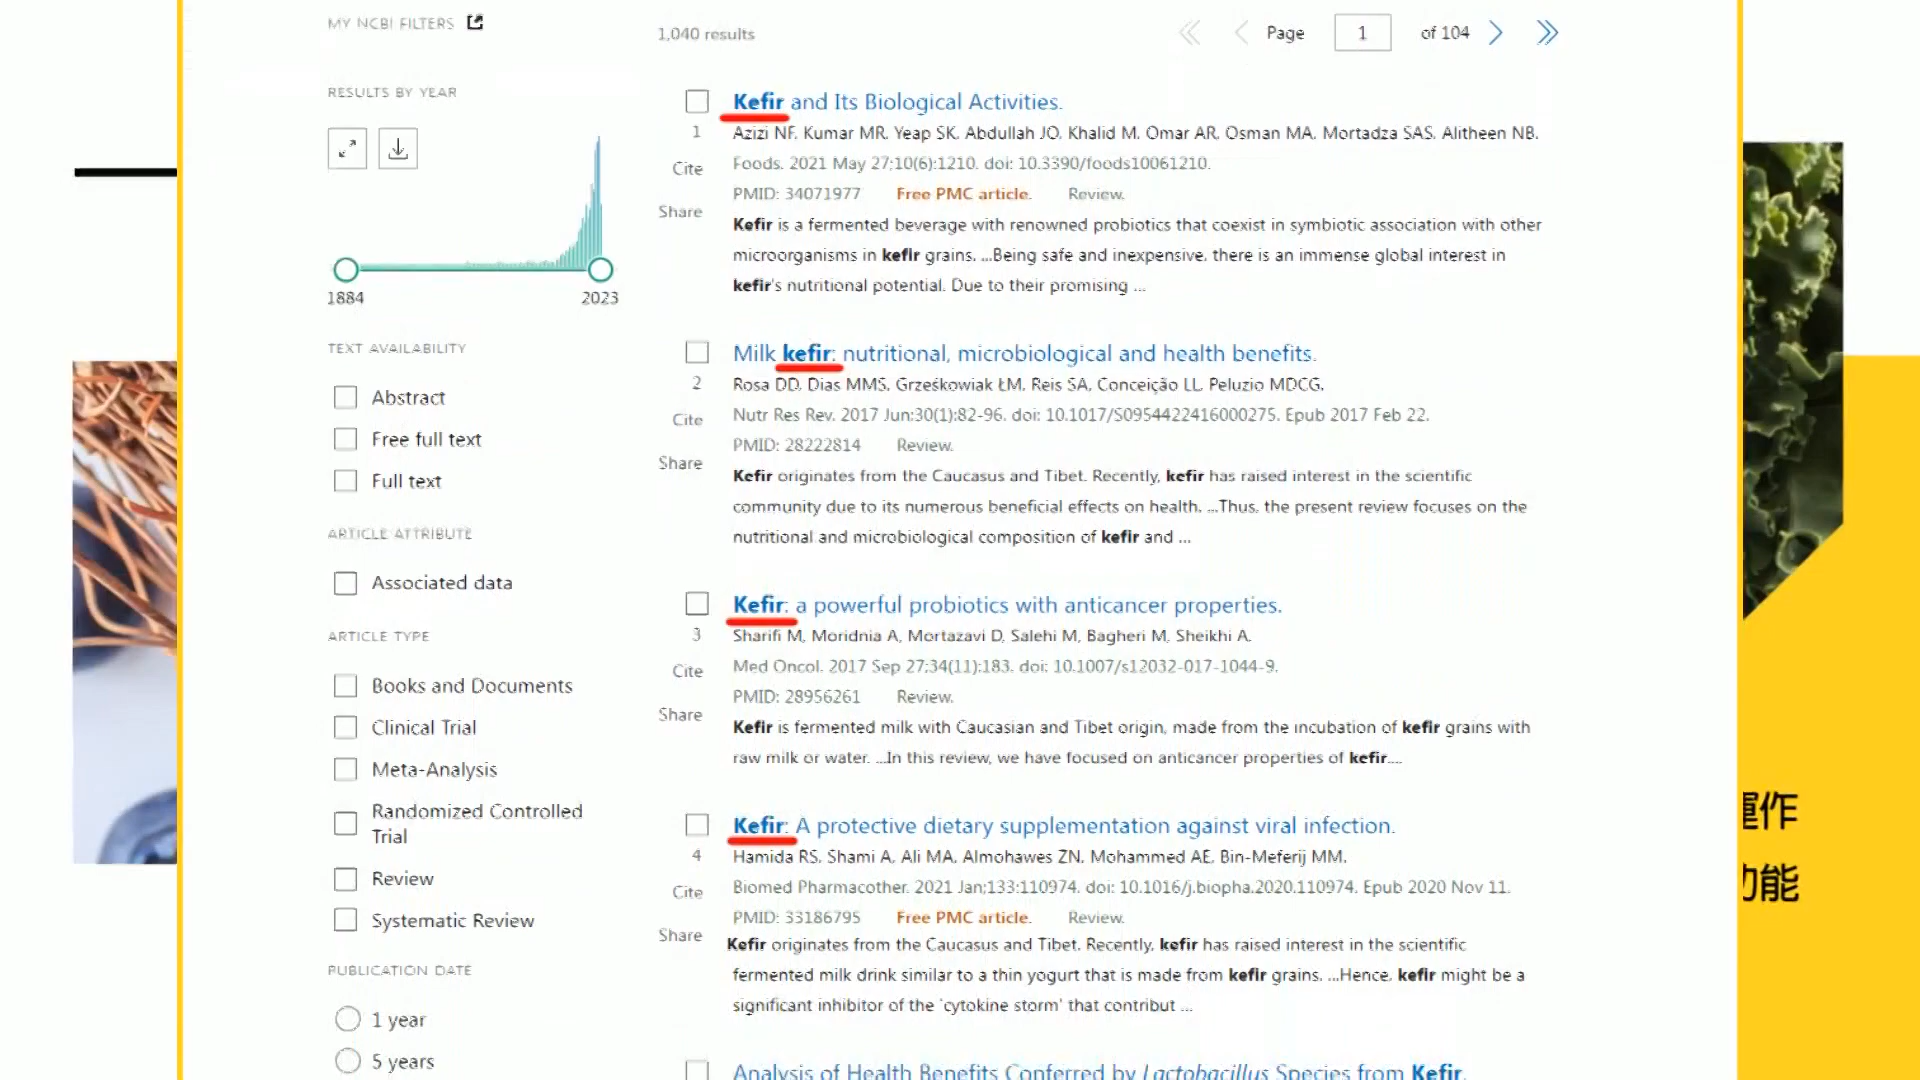 MY NCBI FILTERS
1,040 results
Page 1 of 104
RESULTS BY YEAR
1884
2023
TEXT AVAILABILITY
Abstract
Free full text
Full text
ARTICLE ATTRIBUTE
Associated data
ARTICLE TYPE
Books and Documents
Clinical Trial
Meta-Analysis
Randomized Controlled
Trial
Review
Systematic Review
PUBLICATION DATE
1 year
5 years
Kefir and Its Biological Activities.
1
Azizi NF, Kumar MR, Yeap SK, Abdullah JO, Khalid M, Omar AR, Osman MA, Mortadza SAS, Alitheen NB.
Cite
Foods. 2021 May 27;10(6):1210. doi: 10.3390/foods10061210.
PMID: 34071977 Free PMC article. Review.
Share
Kefir is a fermented beverage with renowned probiotics that coexist in symbiotic association with other
microorganisms in kefir grains. ...Being safe and inexpensive, there is an immense global interest in
kefir's nutritional potential. Due to their promising ...
Milk kefir: nutritional, microbiological and health benefits.
2
Rosa DD, Dias MMS, Grześkowiak ŁM, Reis SA, Conceição LL, Peluzio MDCG.
Cite
Nutr Res Rev. 2017 Jun;30(1):82-96. doi: 10.1017/S0954422416000275. Epub 2017 Feb 22.
PMID: 28222814 Review.
Share
Kefir originates from the Caucasus and Tibet. Recently, kefir has raised interest in the scientific
community due to its numerous beneficial effects on health. ...Thus, the present review focuses on the
nutritional and microbiological composition of kefir and ...
Kefir: a powerful probiotics with anticancer properties.
3
Sharifi M, Moridnia A, Mortazavi D, Salehi M, Bagheri M, Sheikhi A.
Cite
Med Oncol. 2017 Sep 27;34(11):183. doi: 10.1007/s12032-017-1044-9.
PMID: 28956261 Review.
Share
Kefir is fermented milk with Caucasian and Tibet origin, made from the incubation of kefir grains with
raw milk or water. ...In this review, we have focused on anticancer properties of kefir....
Kefir: A protective dietary supplementation against viral infection.
4
Hamida RS, Shami A, Ali MA, Almohawes ZN, Mohammed AE, Bin-Meferij MM.
Cite
Biomed Pharmacother. 2021 Jan;133:110974. doi: 10.1016/j.biopha.2020.110974. Epub 2020 Nov 11.
PMID: 33186795 Free PMC article. Review.
Share
Kefir originates from the Caucasus and Tibet. Recently, kefir has raised interest in the scientific
fermented milk drink similar to a thin yogurt that is made from kefir grains. ...Hence, kefir might be a
significant inhibitor of the 'cytokine storm' that contribut ...
Analysis of Health Benefits Conferred by Lactobacillus Species from Kefir.
運作
功能